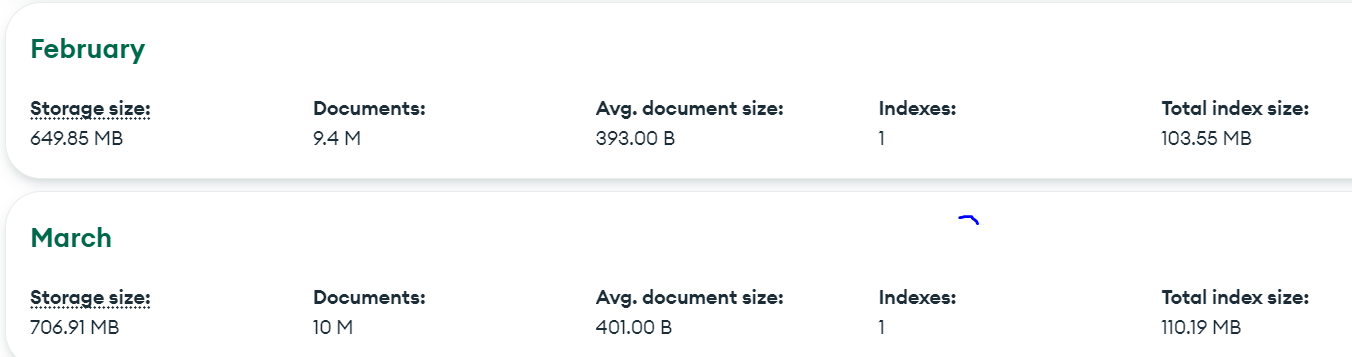 February
Storage size: Documents: Avg. document size: Indexes: Total index size:
649.85 MB 9.4 M 393.00 B 1 103.55 MB
March
Storage size: Documents: Avg. document size: Indexes: Total index size:
706.91 MB 10 M 401.00 B 1 110.19 MB